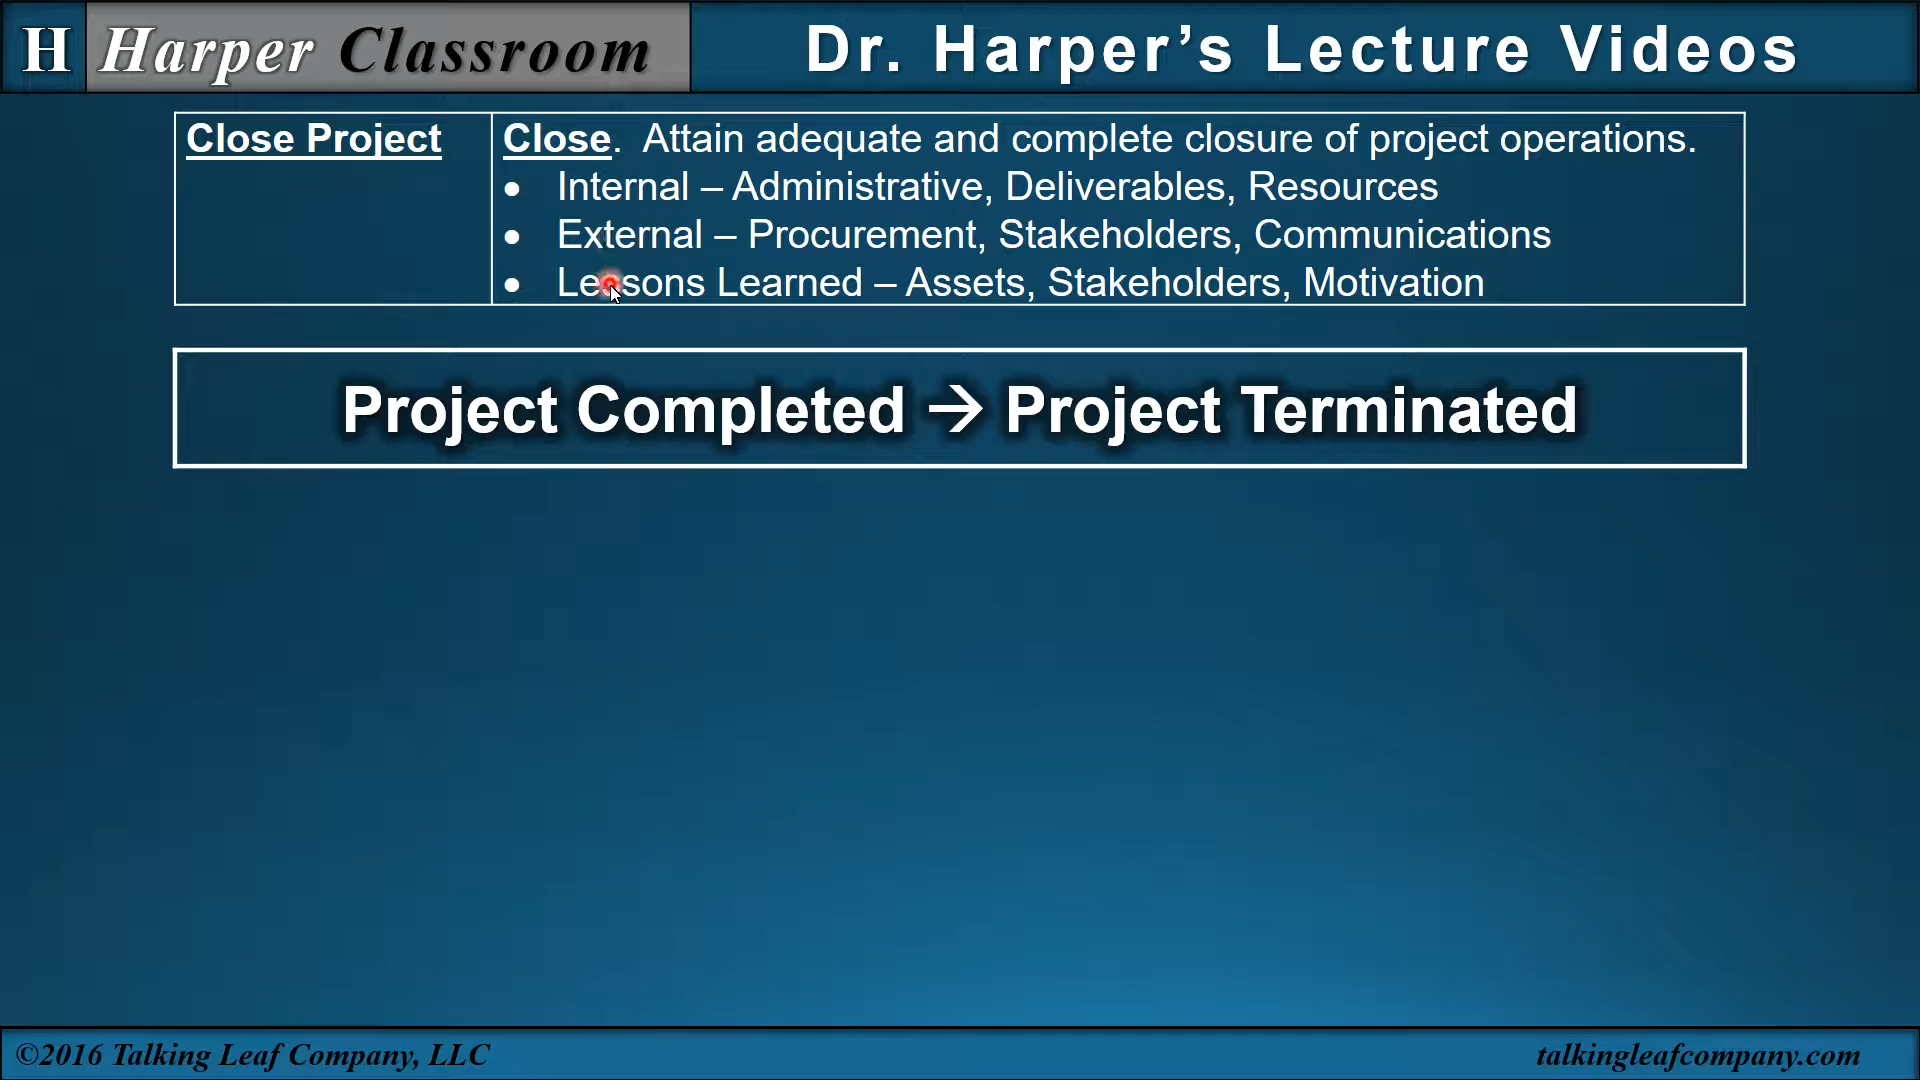 H Harper Classroom
Dr. Harper’s Lecture Videos
Close Project
Close. Attain adequate and complete closure of project operations.
• Internal – Administrative, Deliverables, Resources
• External – Procurement, Stakeholders, Communications
• Lessons Learned – Assets, Stakeholders, Motivation
Project Completed → Project Terminated
©2016 Talking Leaf Company, LLC
talkingleafcompany.com